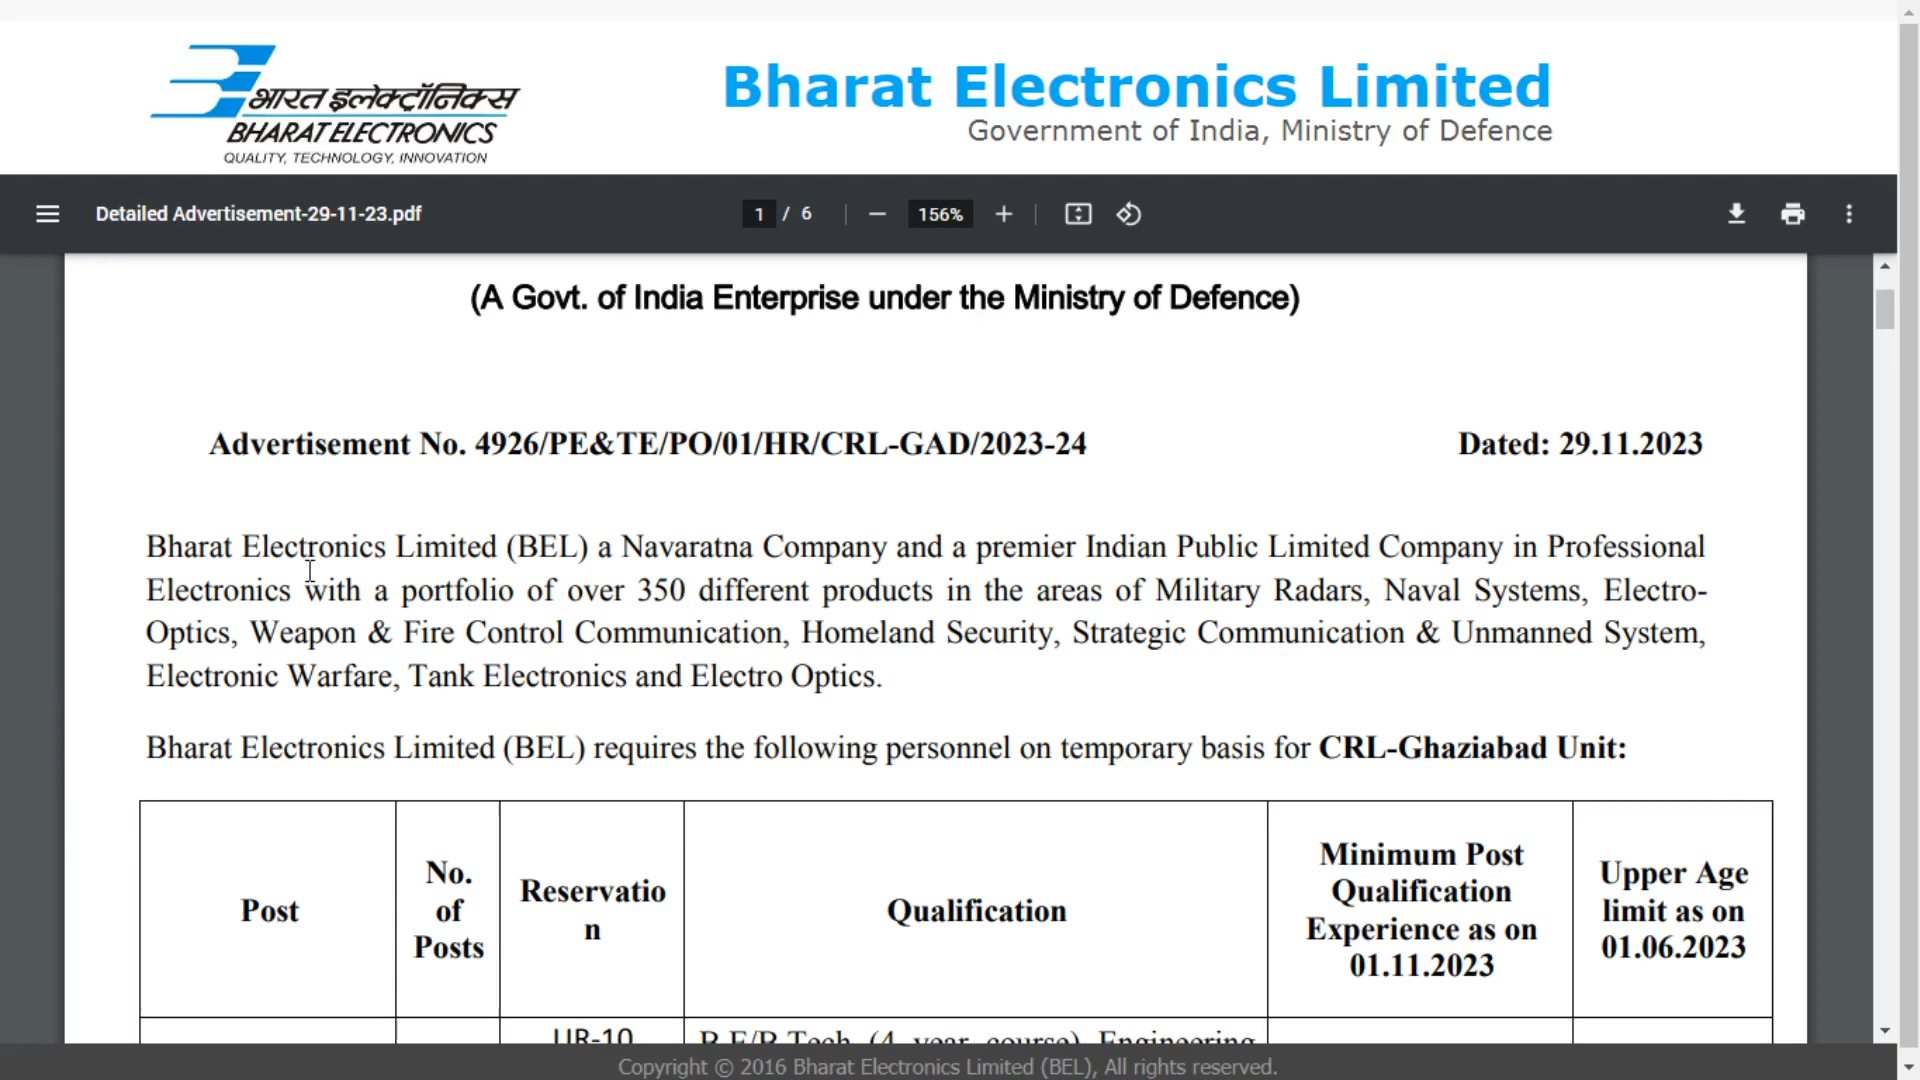 भारत इलेक्ट्रॉनिक्स
BHARAT ELECTRONICS
QUALITY, TECHNOLOGY, INNOVATION
Bharat Electronics Limited
Government of India, Ministry of Defence
Detailed Advertisement-29-11-23.pdf
1 / 6
156%
(A Govt. of India Enterprise under the Ministry of Defence)
Advertisement No. 4926/PE&TE/PO/01/HR/CRL-GAD/2023-24 Dated: 29.11.2023
Bharat Electronics Limited (BEL) a Navaratna Company and a premier Indian Public Limited Company in Professional
Electronics with a portfolio of over 350 different products in the areas of Military Radars, Naval Systems, Electro-
Optics, Weapon & Fire Control Communication, Homeland Security, Strategic Communication & Unmanned System,
Electronic Warfare, Tank Electronics and Electro Optics.
Bharat Electronics Limited (BEL) requires the following personnel on temporary basis for CRL-Ghaziabad Unit:
Post
No.
of
Posts
Reservatio
n
Qualification
Minimum Post
Qualification
Experience as on
01.11.2023
Upper Age
limit as on
01.06.2023
UR-10
B.E/B.Tech (4 year course) Engineering
Copyright © 2016 Bharat Electronics Limited (BEL), All rights reserved.